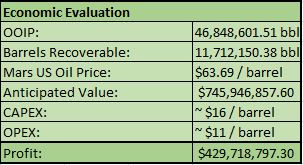 Economic Evaluation
OOIP: 46,848,601.51 bbl
Barrels Recoverable: 11,712,150.38 bbl
Mars US Oil Price: $63.69 / barrel
Anticipated Value: $745,946,857.60
CAPEX: ~ $16 / barrel
OPEX: ~ $11 / barrel
Profit: $429,718,797.30